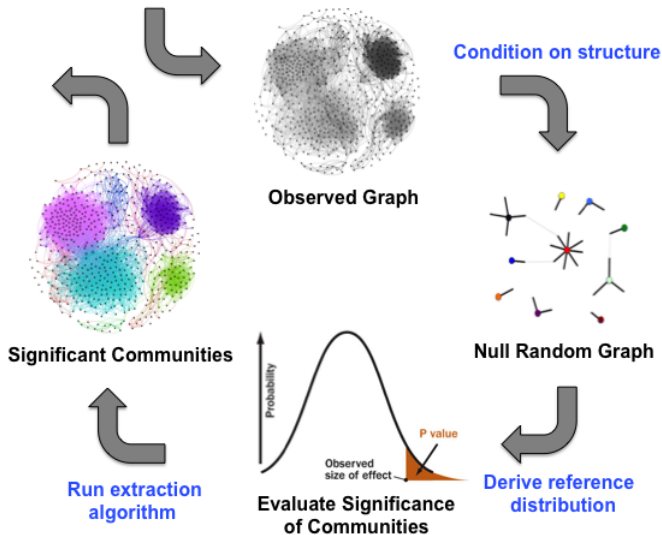 Condition on structure
Observed Graph
Significant Communities
Null Random Graph
Probability
P value
Observed
size of effect
Run extraction
algorithm
Evaluate Significance
of Communities
Derive reference
distribution